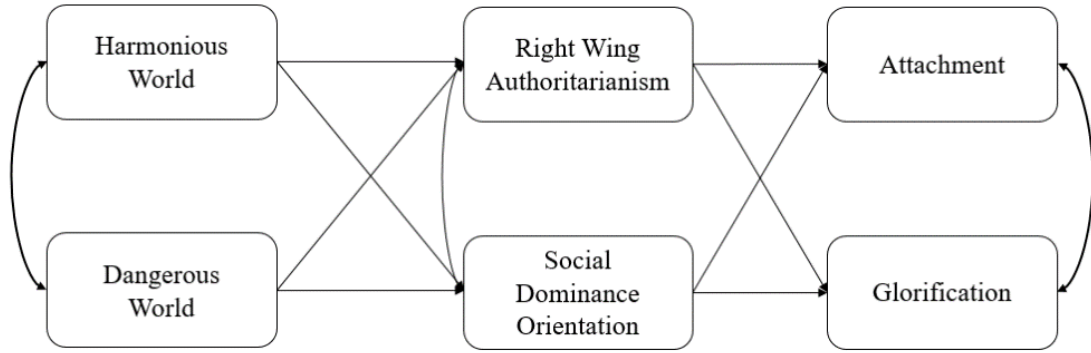 Harmonious
World
Right Wing
Authoritarianism
Attachment
Dangerous
World
Social
Dominance
Orientation
Glorification